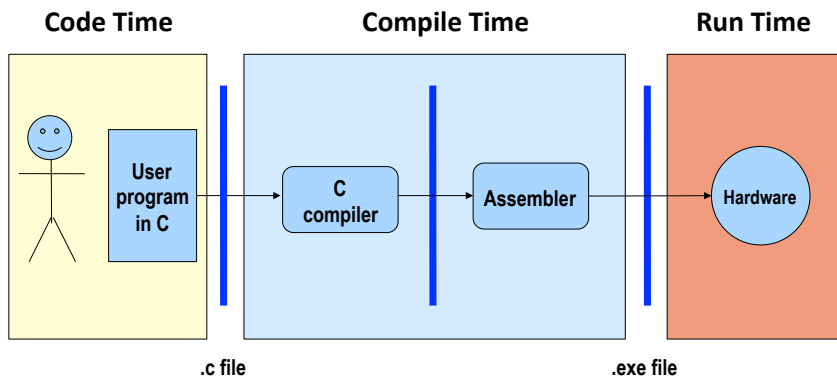 Code Time
Compile Time
Run Time
User
program
in C
C
compiler
Assembler
Hardware
.c file
.exe file